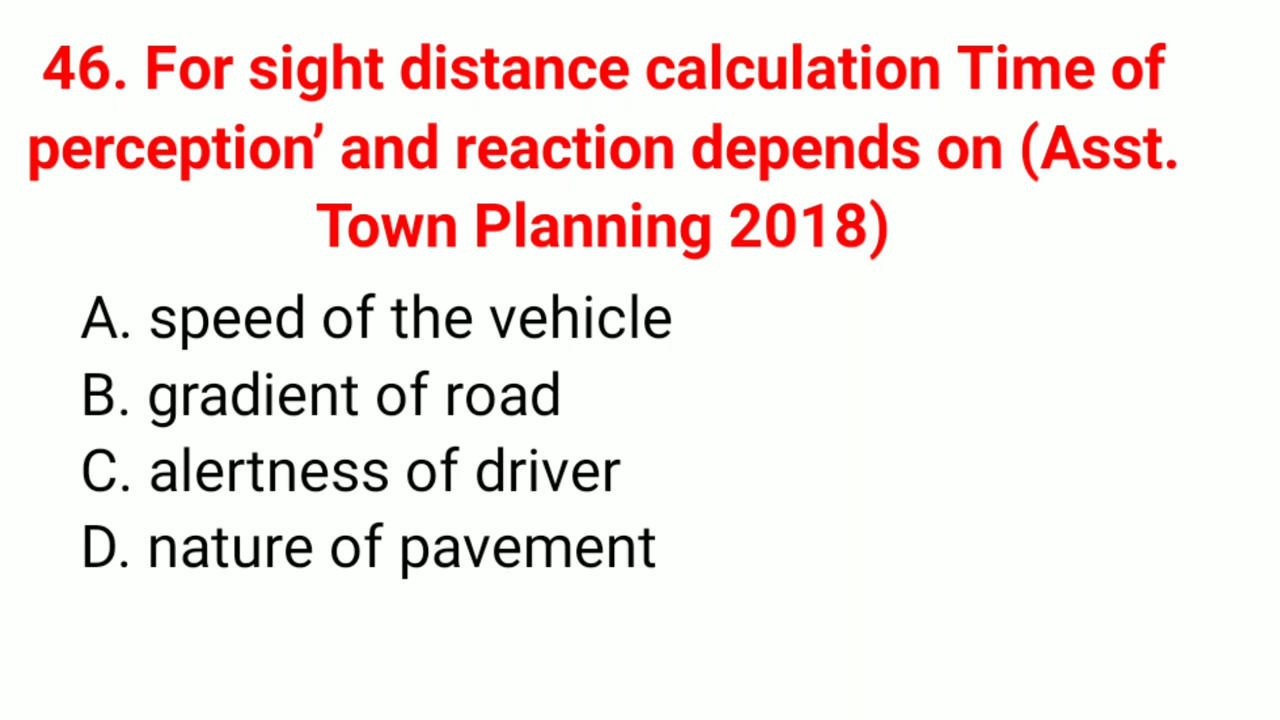 46. For sight distance calculation Time of
perception’ and reaction depends on (Asst.
Town Planning 2018)
A. speed of the vehicle
B. gradient of road
C. alertness of driver
D. nature of pavement